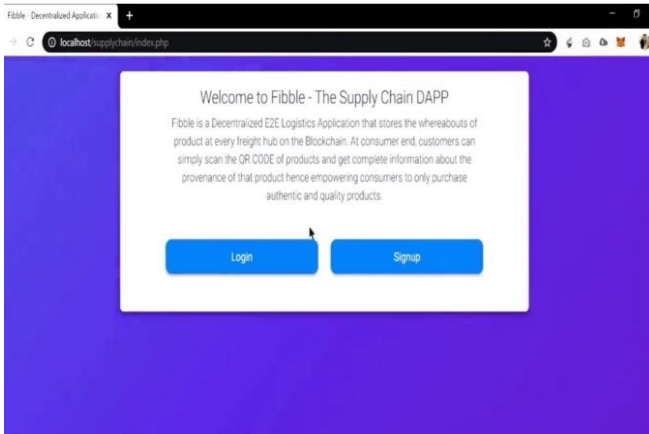 Fibble - Decentralized Applicatic
localhost/supplychain/index.php
Welcome to Fibble - The Supply Chain DAPP
Fibble is a Decentralized E2E Logistics Application that stores the whereabouts of
product at every freight hub on the Blockchain. At consumer end, customers can
simply scan the QR CODE of products and get complete information about the
provenance of that product hence empowering consumers to only purchase
authentic and quality products.
Login Signup